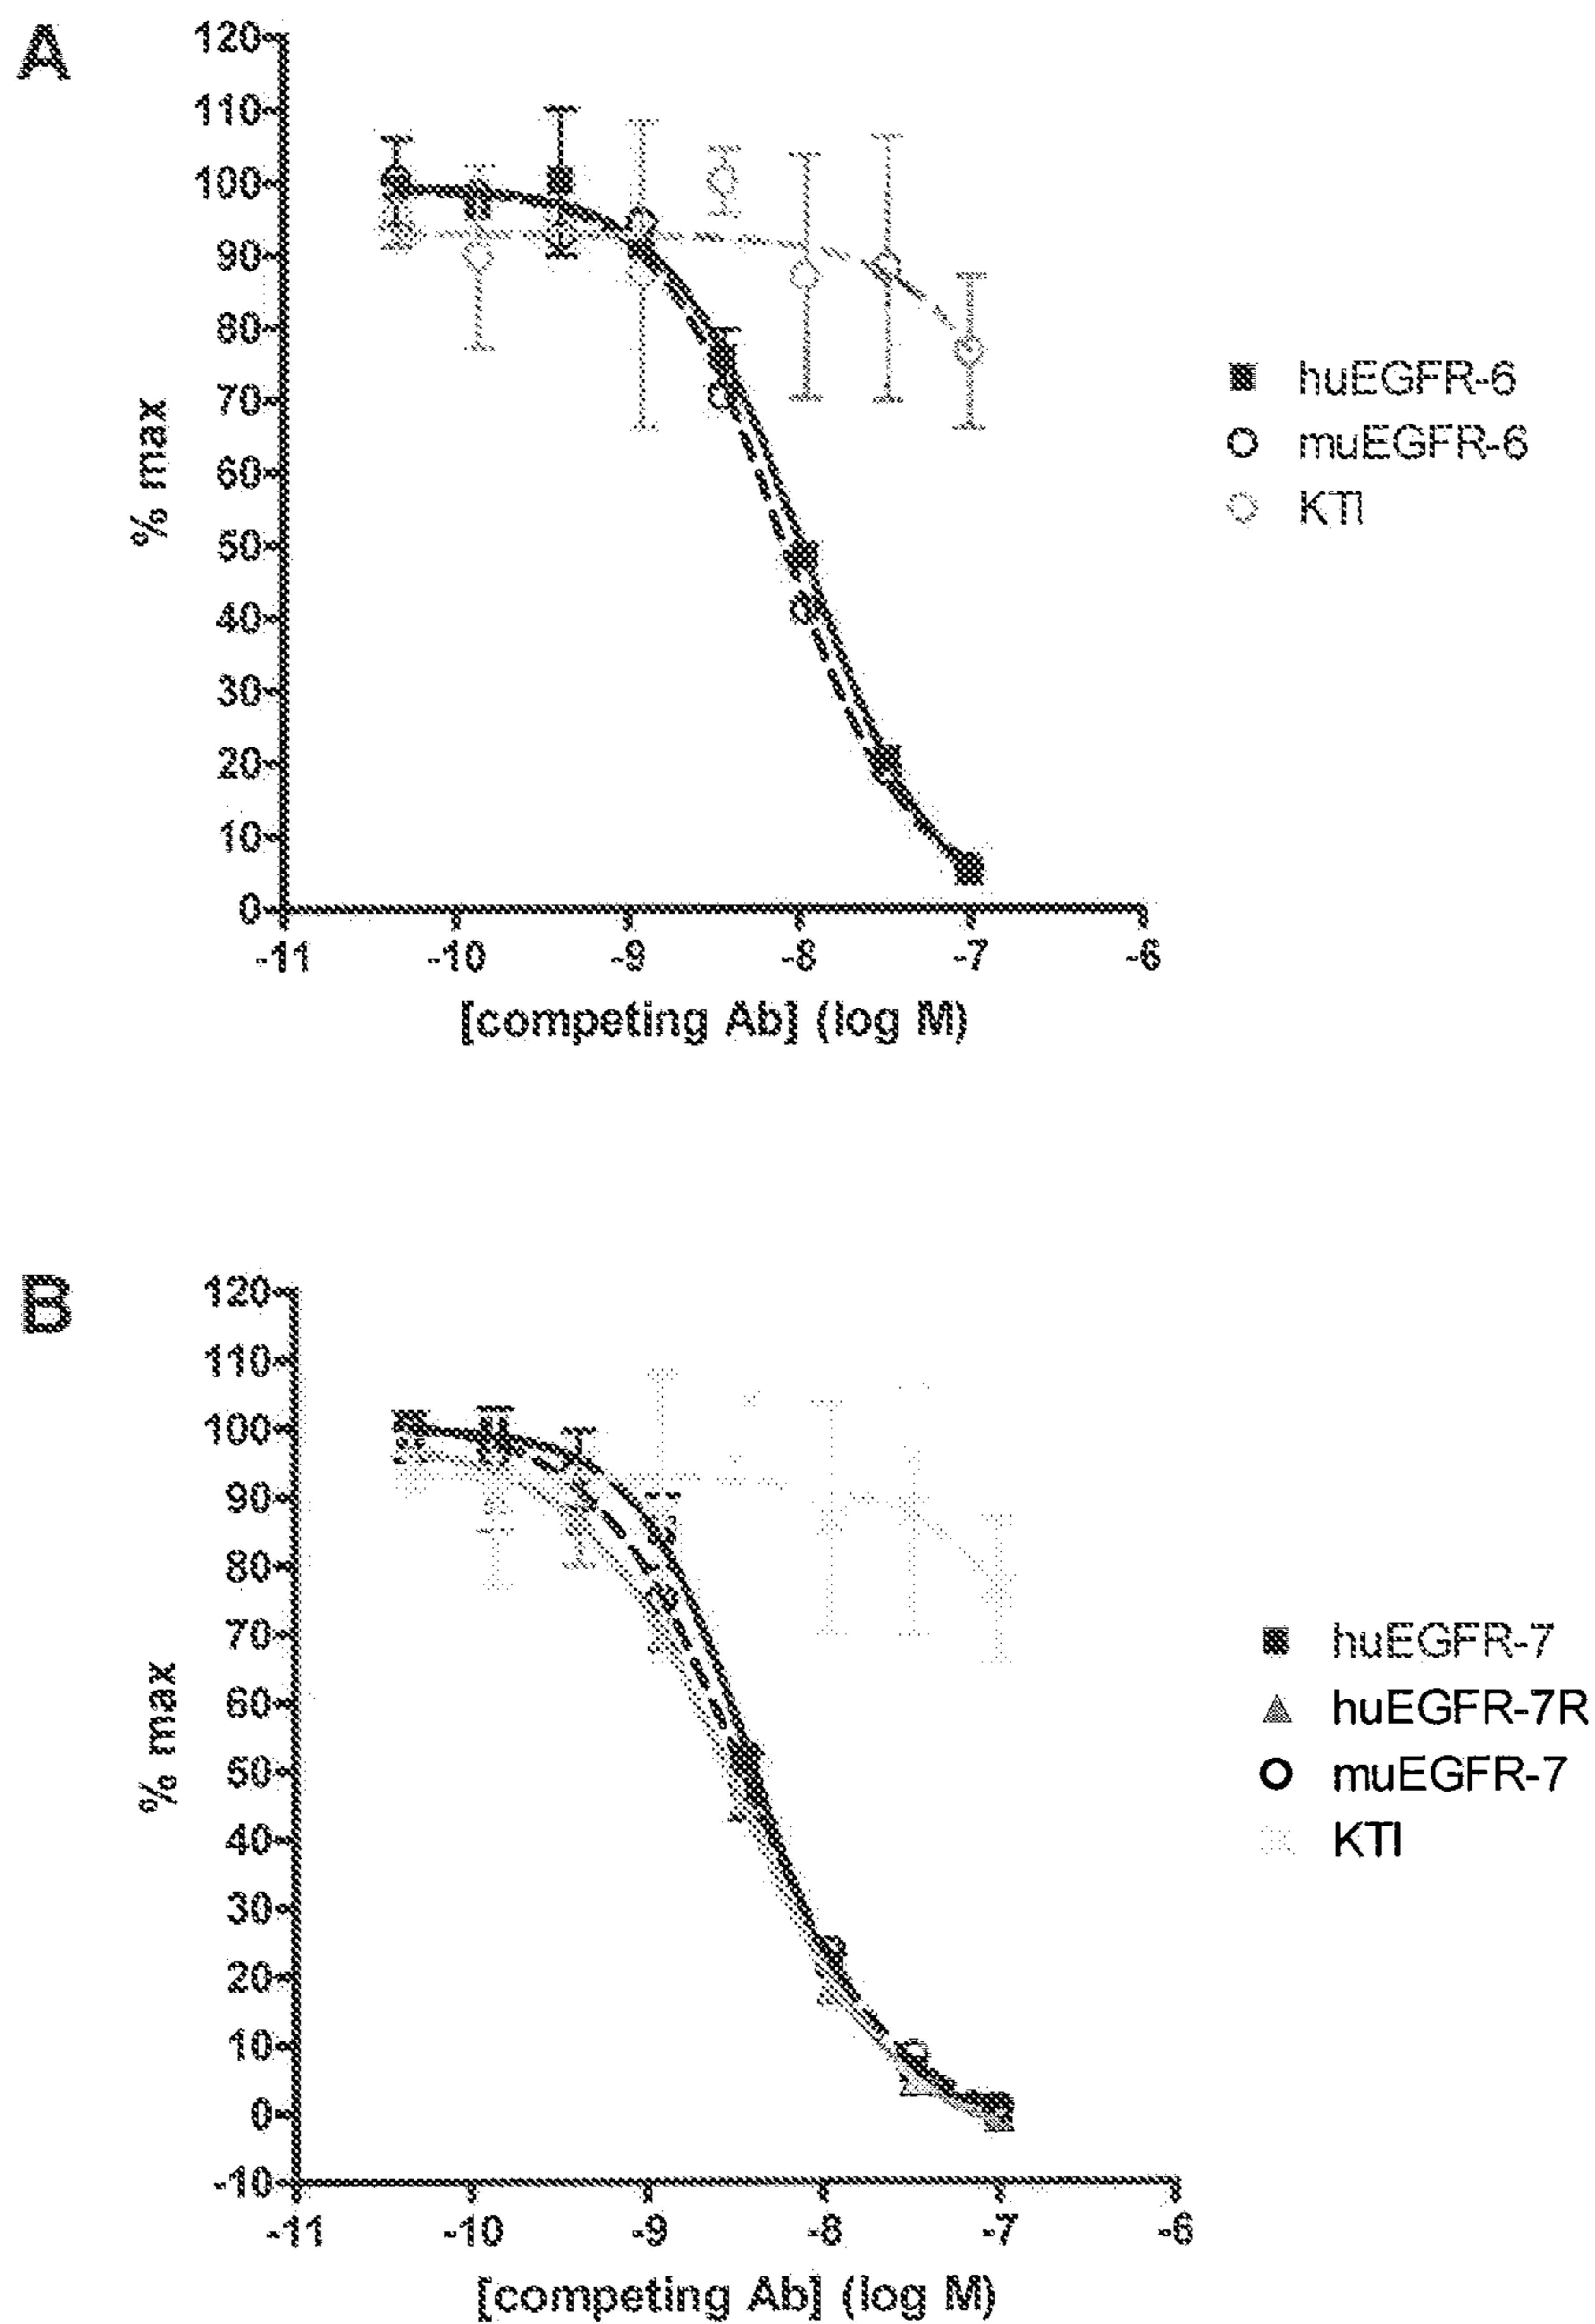 A
120
110
100
90
80
70
60
50
40
30
20
10
0
% max
-11 -10 -9 -8 -7 -6
[competing Ab] (log M)
huEGFR-6
muEGFR-6
KTI
B
120
110
100
90
80
70
60
50
40
30
20
10
0
-10
% max
-11 -10 -9 -8 -7 -6
[competing Ab] (log M)
huEGFR-7
huEGFR-7R
muEGFR-7
KTI